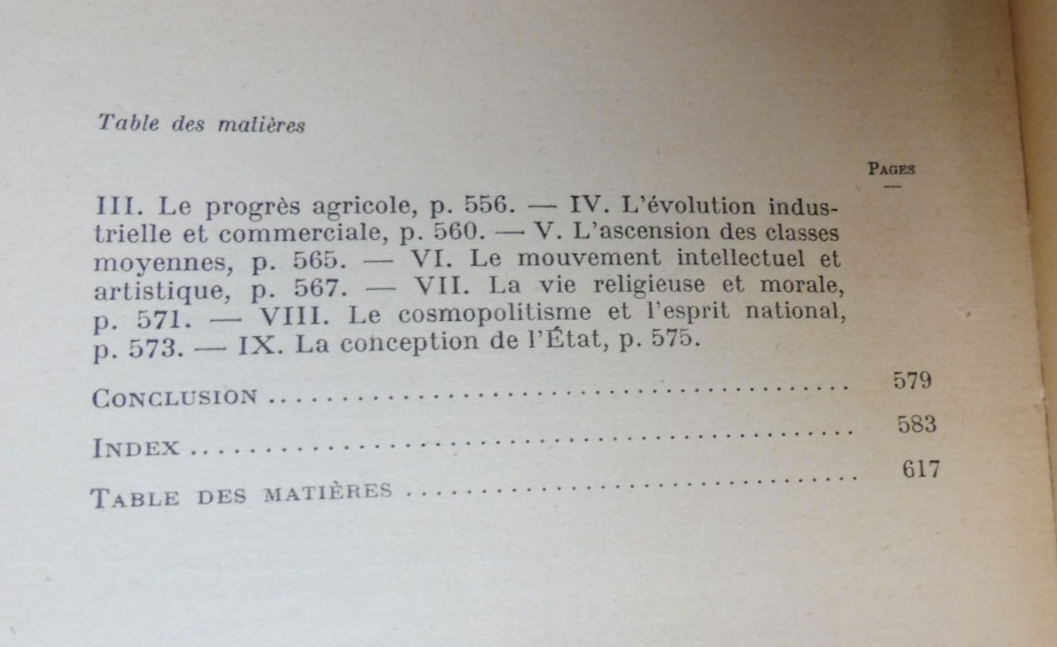 Table des matières
PAGES
III. Le progrès agricole, p. 556. — IV. L'évolution indus-
trielle et commerciale, p. 560. — V. L'ascension des classes
moyennes, p. 565. — VI. Le mouvement intellectuel et
artistique, p. 567. — VII. La vie religieuse et morale,
p. 571. — VIII. Le cosmopolitisme et l'esprit national,
p. 573. — IX. La conception de l'État, p. 575.
CONCLUSION ........................................ 579
INDEX ............................................. 583
TABLE DES MATIÈRES ................................ 617